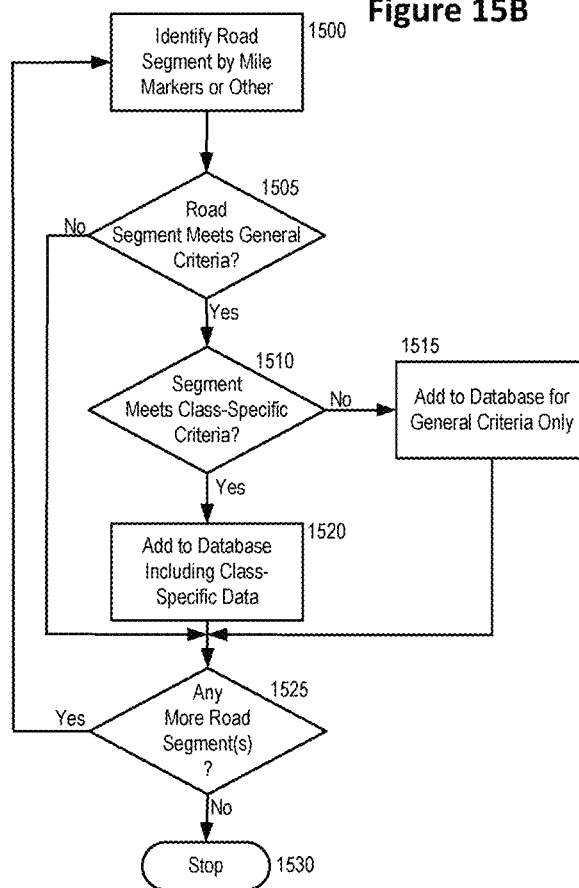 Figure 15B
Identify Road
Segment by Mile
Markers or Other
1500
1505
Road
Segment Meets General
Criteria?
No
Yes
1510
Segment
Meets Class-Specific
Criteria?
No
1515
Add to Database for
General Criteria Only
Yes
1520
Add to Database
Including Class-
Specific Data
1525
Any
More Road
Segment(s)
?
Yes
No
Stop
1530